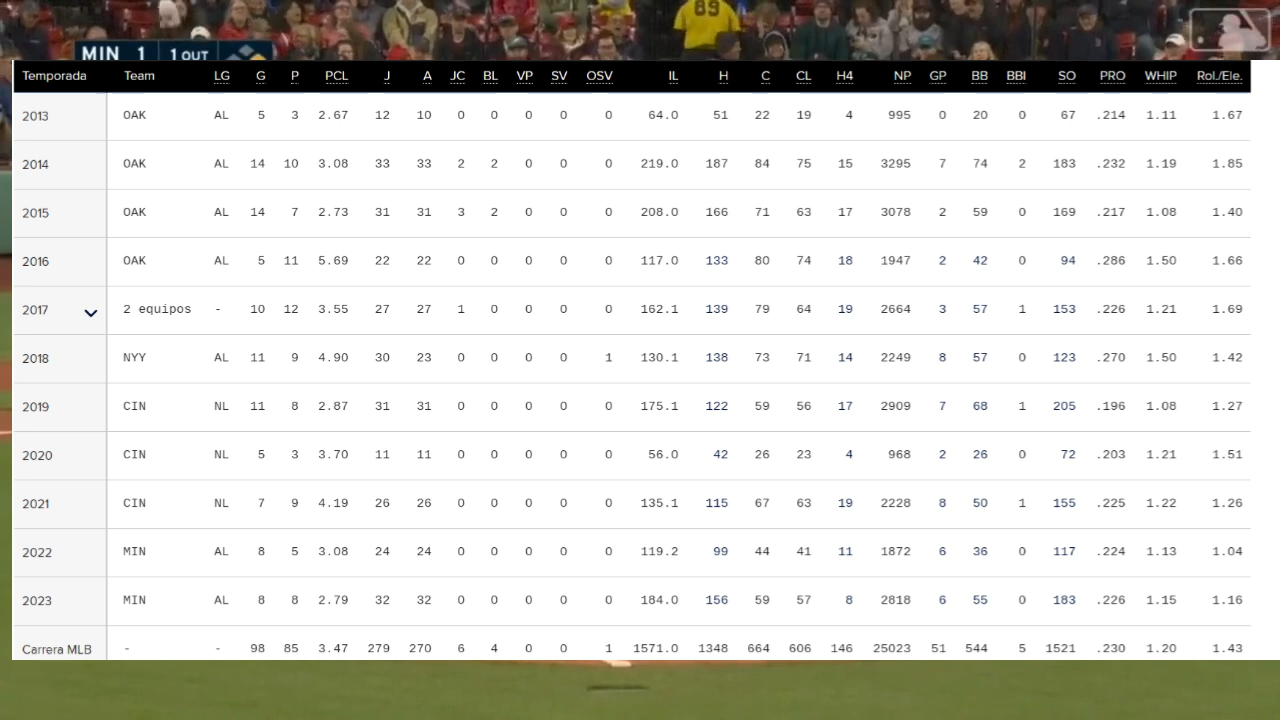 89
MIN 1 1 OUT
Temporada Team LG G P PCL J A JC BL VP SV OSV IL H C CL H4 NP GP BB BBI SO PRO WHIP Rol./Ele.
2013 OAK AL 5 3 2.67 12 10 0 0 0 0 0 64.0 51 22 19 4 995 0 20 0 67 .214 1.11 1.67
2014 OAK AL 14 10 3.08 33 33 2 2 0 0 0 219.0 187 84 75 15 3295 7 74 2 183 .232 1.19 1.85
2015 OAK AL 14 7 2.73 31 31 3 2 0 0 0 208.0 166 71 63 17 3078 2 59 0 169 .217 1.08 1.40
2016 OAK AL 5 11 5.69 22 22 0 0 0 0 0 117.0 133 80 74 18 1947 2 42 0 94 .286 1.50 1.66
2017 2 equipos - 10 12 3.55 27 27 1 0 0 0 0 162.1 139 79 64 19 2664 3 57 1 153 .226 1.21 1.69
2018 NYY AL 11 9 4.90 30 23 0 0 0 0 1 130.1 138 73 71 14 2249 8 57 0 123 .270 1.50 1.42
2019 CIN NL 11 8 2.87 31 31 0 0 0 0 0 175.1 122 59 56 17 2909 7 68 1 205 .196 1.08 1.27
2020 CIN NL 5 3 3.70 11 11 0 0 0 0 0 56.0 42 26 23 4 968 2 26 0 72 .203 1.21 1.51
2021 CIN NL 7 9 4.19 26 26 0 0 0 0 0 135.1 115 67 63 19 2228 8 50 1 155 .225 1.22 1.26
2022 MIN AL 8 5 3.08 24 24 0 0 0 0 0 119.2 99 44 41 11 1872 6 36 0 117 .224 1.13 1.04
2023 MIN AL 8 8 2.79 32 32 0 0 0 0 0 184.0 156 59 57 8 2818 6 55 0 183 .226 1.15 1.16
Carrera MLB - - 98 85 3.47 279 270 6 4 0 0 1 1571.0 1348 664 606 146 25023 51 544 5 1521 .230 1.20 1.43